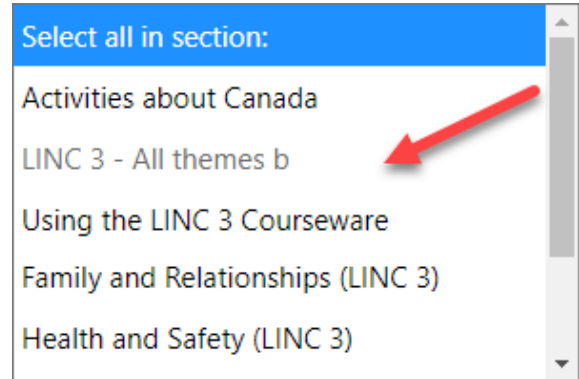 Select all in section:
Activities about Canada
LINC 3 - All themes b
Using the LINC 3 Courseware
Family and Relationships (LINC 3)
Health and Safety (LINC 3)